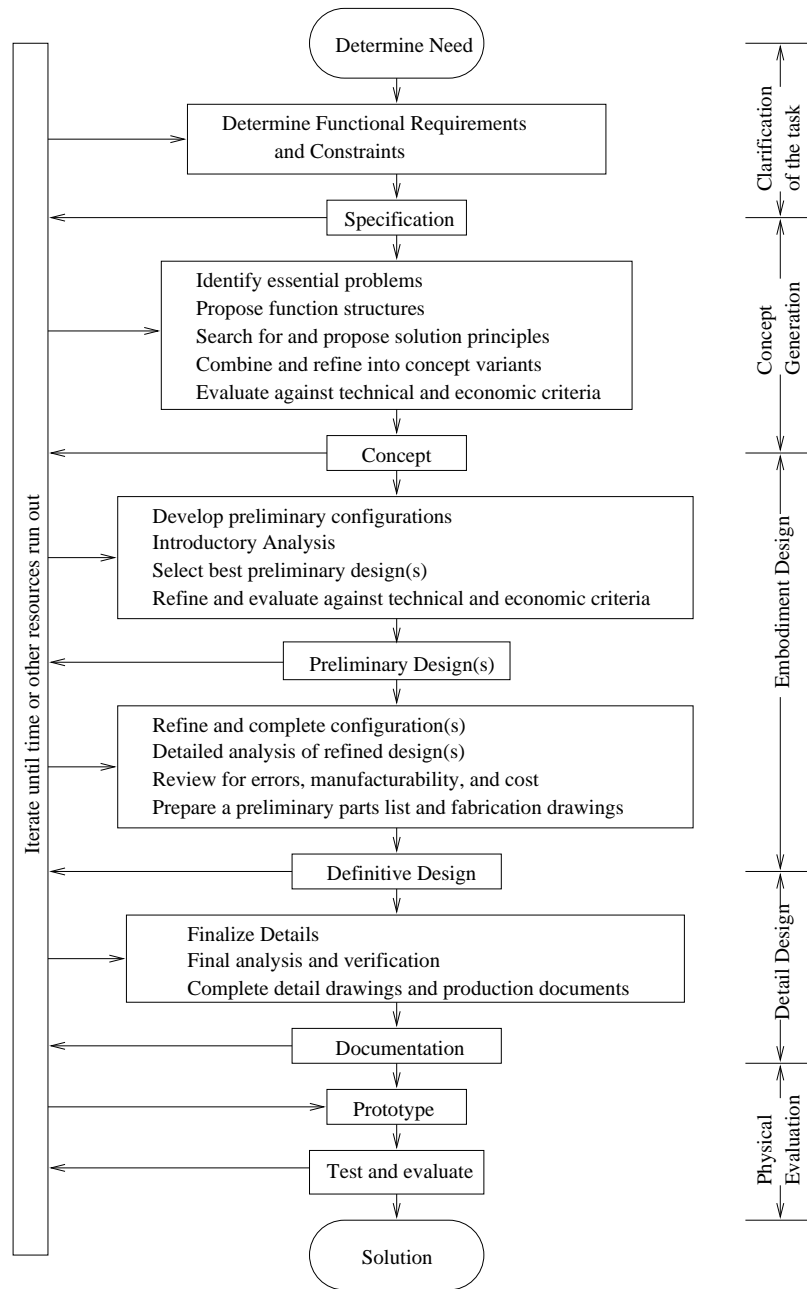 Determine Need
Determine Functional Requirements
and Constraints
Specification
Identify essential problems
Propose function structures
Search for and propose solution principles
Combine and refine into concept variants
Evaluate against technical and economic criteria
Concept
Develop preliminary configurations
Introductory Analysis
Select best preliminary design(s)
Refine and evaluate against technical and economic criteria
Preliminary Design(s)
Refine and complete configuration(s)
Detailed analysis of refined design(s)
Review for errors, manufacturability, and cost
Prepare a preliminary parts list and fabrication drawings
Definitive Design
Finalize Details
Final analysis and verification
Complete detail drawings and production documents
Documentation
Prototype
Test and evaluate
Solution
Iterate until time or other resources run out
Clarification
of the task
Concept
Generation
Embodiment Design
Detail Design
Physical
Evaluation